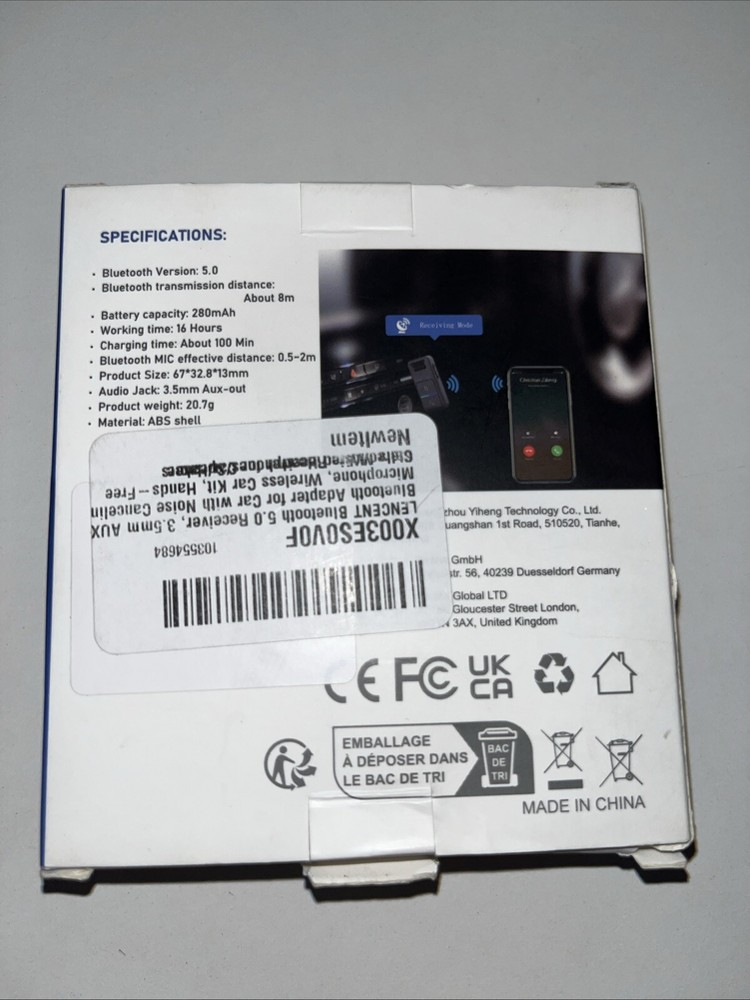 SPECIFICATIONS:
• Bluetooth Version: 5.0
• Bluetooth transmission distance:
About 8m
• Battery capacity: 280mAh
• Working time: 16 Hours
• Charging time: About 100 Min
• Bluetooth MIC effective distance: 0.5-2m
• Product Size: 67*32.8*13mm
• Audio Jack: 3.5mm Aux-out
• Product weight: 20.7g
• Material: ABS shell
Receiving Mode
X003ES0V0F
103554684
LENCENT Bluetooth 5.0 Receiver, 3.5mm AUX
Bluetooth Adapter for Car with Noise Cancelin
Microphone, Wireless Car Kit, Hands – Free
NewItem
zhou Yiheng Technology Co., Ltd.
uangshan 1st Road, 510520, Tianhe,
GmbH
str. 56, 40239 Duesseldorf Germany
Global LTD
Gloucester Street London,
3AX, United Kingdom
CE FC UK
CA
EMBALLAGE
À DÉPOSER DANS
LE BAC DE TRI
BAC
DE
TRI
MADE IN CHINA